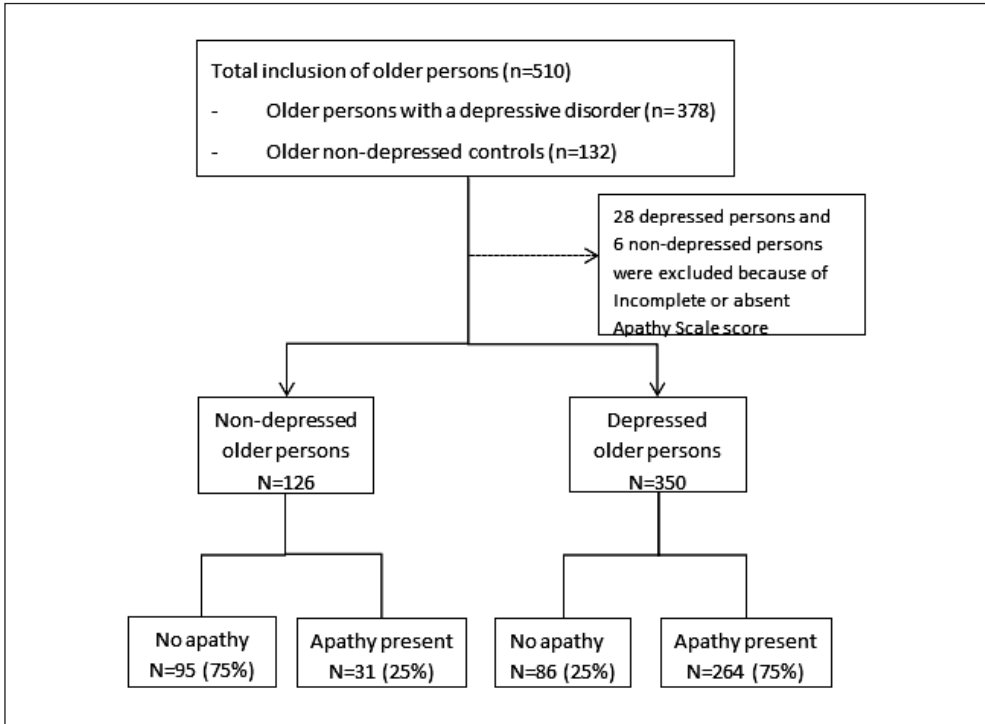 Total inclusion of older persons (n=510)
- Older persons with a depressive disorder (n=378)
- Older non-depressed controls (n=132)
28 depressed persons and
6 non-depressed persons
were excluded because of
Incomplete or absent
Apathy Scale score
Non-depressed
older persons
N=126
Depressed
older persons
N=350
No apathy
N=95 (75%)
Apathy present
N=31 (25%)
No apathy
N=86 (25%)
Apathy present
N=264 (75%)